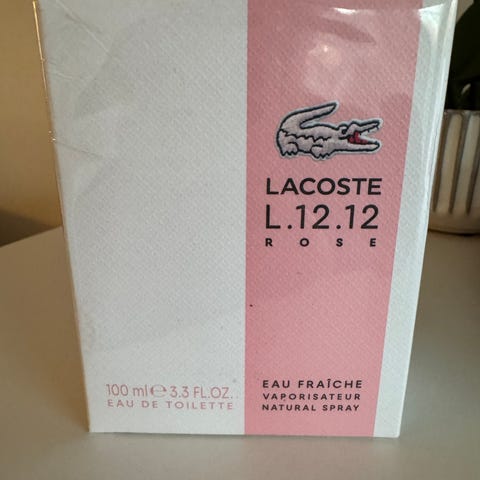 LACOSTE
L.12.12
ROSE
100 ml ℮ 3.3 FL.OZ.
EAU DE TOILETTE
EAU FRAÎCHE
VAPORISATEUR
NATURAL SPRAY